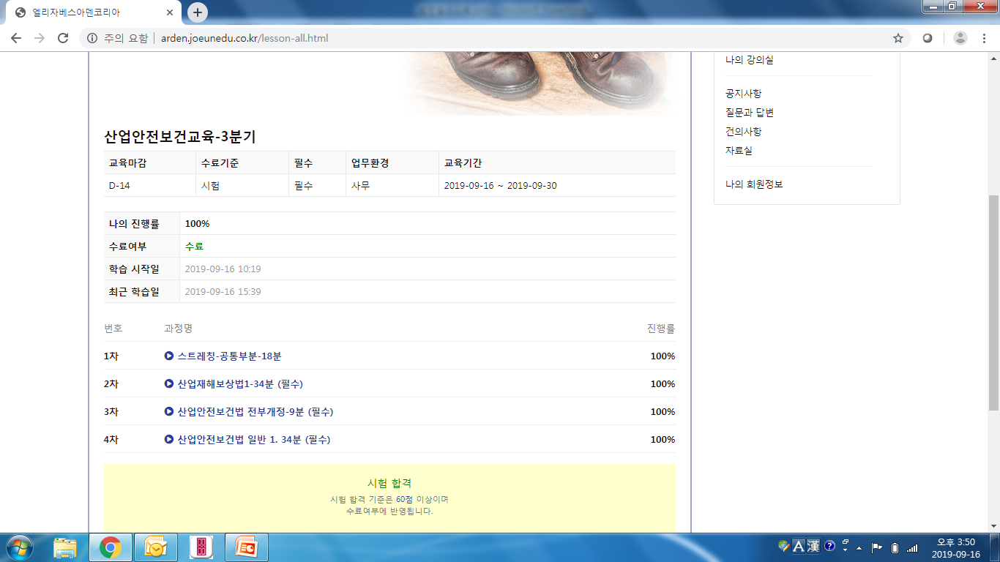 엘리자베스아덴코리아
주의 요함 | arden.joeunedu.co.kr/lesson-all.html
나의 강의실
공지사항
질문과 답변
건의사항
자료실
나의 회원정보
산업안전보건교육-3분기
교육마감 수료기준 필수 업무환경 교육기간
D-14 시험 필수 사무 2019-09-16 ~ 2019-09-30
나의 진행률 100%
수료여부 수료
학습 시작일 2019-09-16 10:19
최근 학습일 2019-09-16 15:39
번호 과정명 진행률
1차 스트레칭-공통부분-18분 100%
2차 산업재해보상법1-34분 (필수) 100%
3차 산업안전보건법 전부개정-9분 (필수) 100%
4차 산업안전보건법 일반 1. 34분 (필수) 100%
시험 합격
시험 합격 기준은 60점 이상이며
수료여부에 반영됩니다.
A 漢
오후 3:50
2019-09-16